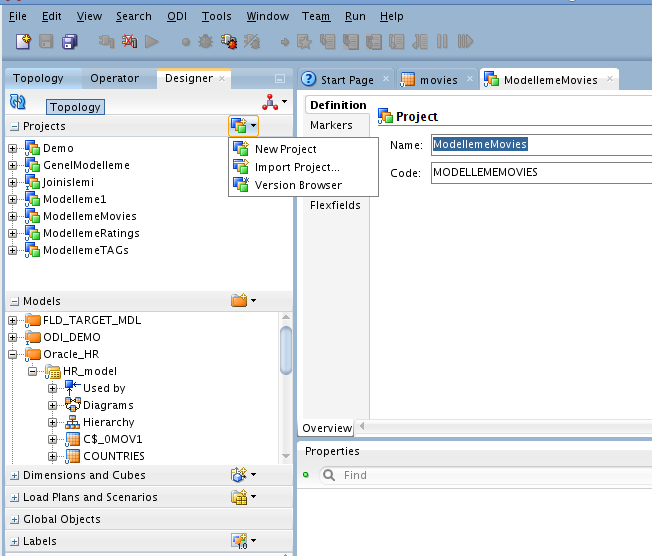 File Edit View Search ODI Tools Window Team Run Help
Topology Operator Designer
Start Page movies ModellemeMovies
Topology
Projects
New Project
Import Project...
Version Browser
Demo
GenelModelleme
Joinislemi
Modelleme1
ModellemeMovies
ModellemeRatings
ModellemeTAGs
Models
FLD_TARGET_MDL
ODI_DEMO
Oracle_HR
HR_model
Used by
Diagrams
Hierarchy
C$_0MOV1
COUNTRIES
Dimensions and Cubes
Load Plans and Scenarios
Global Objects
Labels
1.0
Definition
Markers
Flexfields
Project
Name: ModellemeMovies
Code: MODELLEMEMOVIES
Overview
Properties
Find